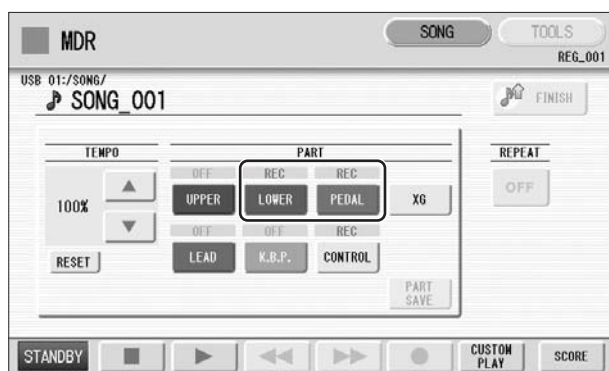 MDR
SONG
TOOLS
REG_001
USB 01:/SONG/
SONG_001
FINISH
TEMPO
PART
REPEAT
OFF REC REC
100%
UPPER LOWER PEDAL XG
OFF
OFF OFF REC
RESET
LEAD K.B.P. CONTROL
PART
SAVE
STANDBY
CUSTOM
PLAY
SCORE